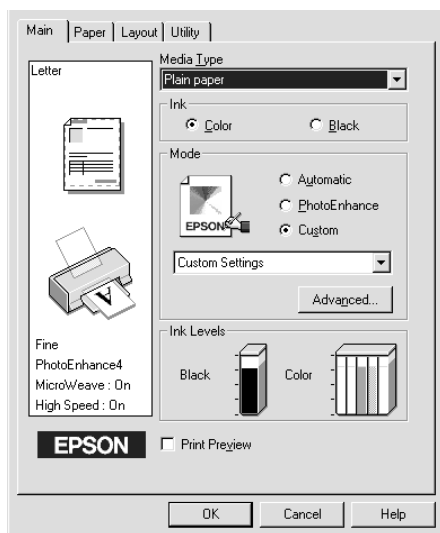 Main Paper Layout Utility
Letter
Media Type
Plain paper
Ink
Color Black
Mode
EPSON
Automatic
PhotoEnhance
Custom
Custom Settings
Advanced...
A
Fine
PhotoEnhance4
MicroWeave : On
High Speed : On
Ink Levels
Black Color
EPSON
Print Preview
OK Cancel Help